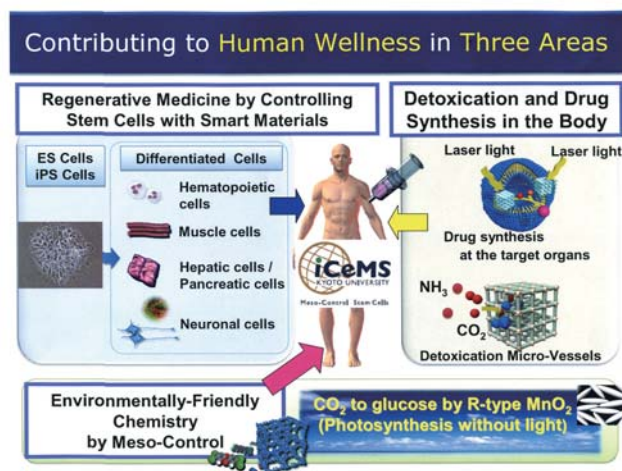 Contributing to Human Wellness in Three Areas
Regenerative Medicine by Controlling
Stem Cells with Smart Materials
ES Cells
iPS Cells
Differentiated Cells
Hematopoietic
cells
Muscle cells
Hepatic cells /
Pancreatic cells
Neuronal cells
iCeMS
KYOTO UNIVERSITY
Meso-Control Stem Cells
Detoxication and Drug
Synthesis in the Body
Laser light
Laser light
Drug synthesis
at the target organs
NH3
CO2
Detoxication Micro-Vessels
Environmentally-Friendly
Chemistry
by Meso-Control
CO2 to glucose by R-type MnO2
(Photosynthesis without light)